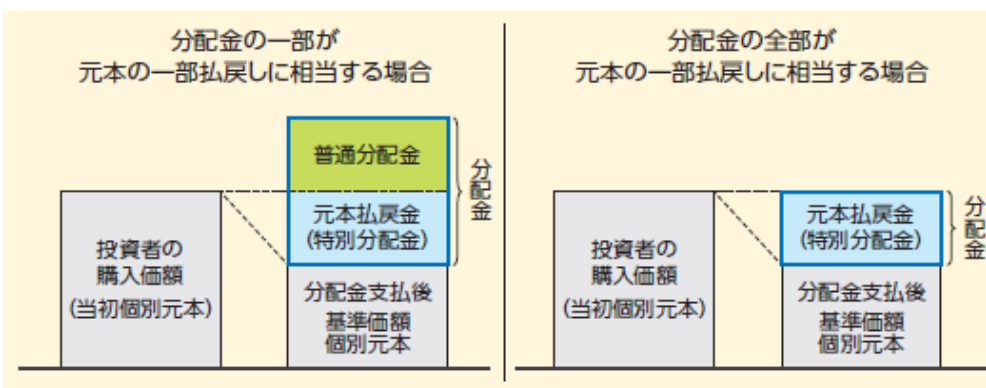 分配金の一部が
元本の一部払戻しに相当する場合
普通分配金
元本払戻金
(特別分配金)
分配金
投資者の
購入価額
(当初個別元本)
分配金支払後
基準価額
個別元本
分配金の全部が
元本の一部払戻しに相当する場合
元本払戻金
(特別分配金)
分配金
投資者の
購入価額
(当初個別元本)
分配金支払後
基準価額
個別元本